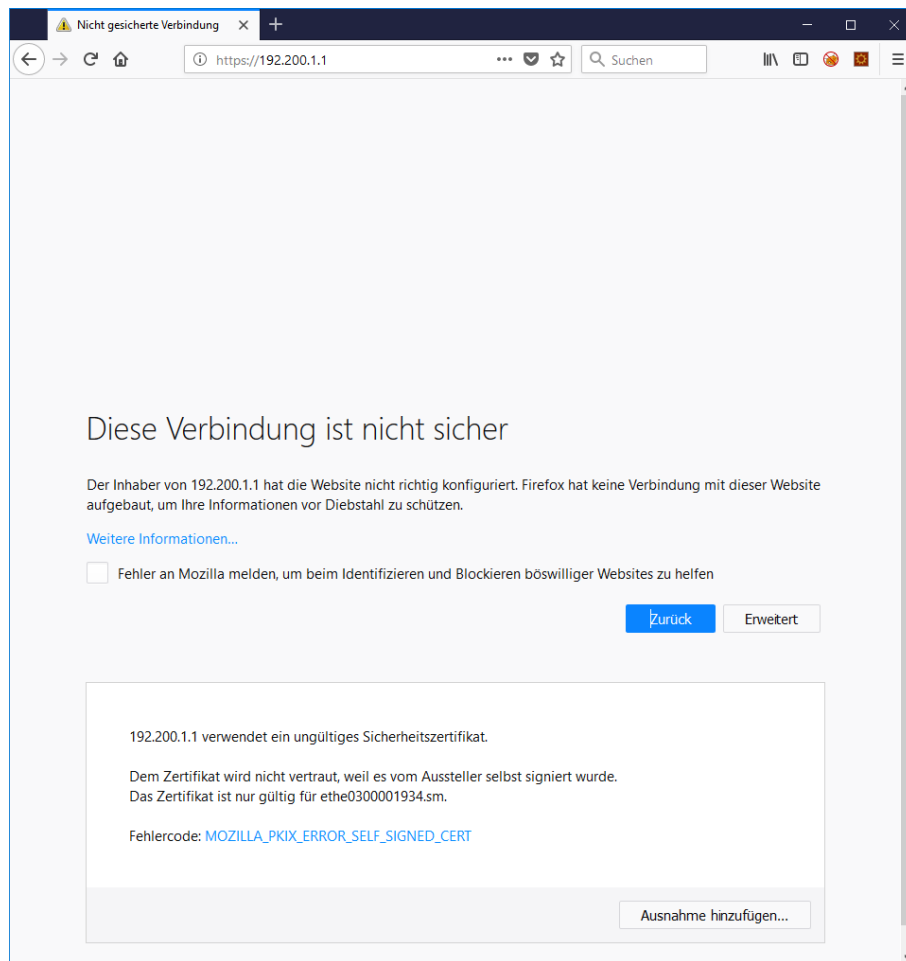 Nicht gesicherte Verbindung
https://192.200.1.1
Suchen
Diese Verbindung ist nicht sicher
Der Inhaber von 192.200.1.1 hat die Website nicht richtig konfiguriert. Firefox hat keine Verbindung mit dieser Website
aufgebaut, um Ihre Informationen vor Diebstahl zu schützen.
Weitere Informationen...
Fehler an Mozilla melden, um beim Identifizieren und Blockieren böswilliger Websites zu helfen
Zurück
Erweitert
192.200.1.1 verwendet ein ungültiges Sicherheitszertifikat.
Dem Zertifikat wird nicht vertraut, weil es vom Aussteller selbst signiert wurde.
Das Zertifikat ist nur gültig für ethe0300001934.sm.
Fehlercode: MOZILLA_PKIX_ERROR_SELF_SIGNED_CERT
Ausnahme hinzufügen...